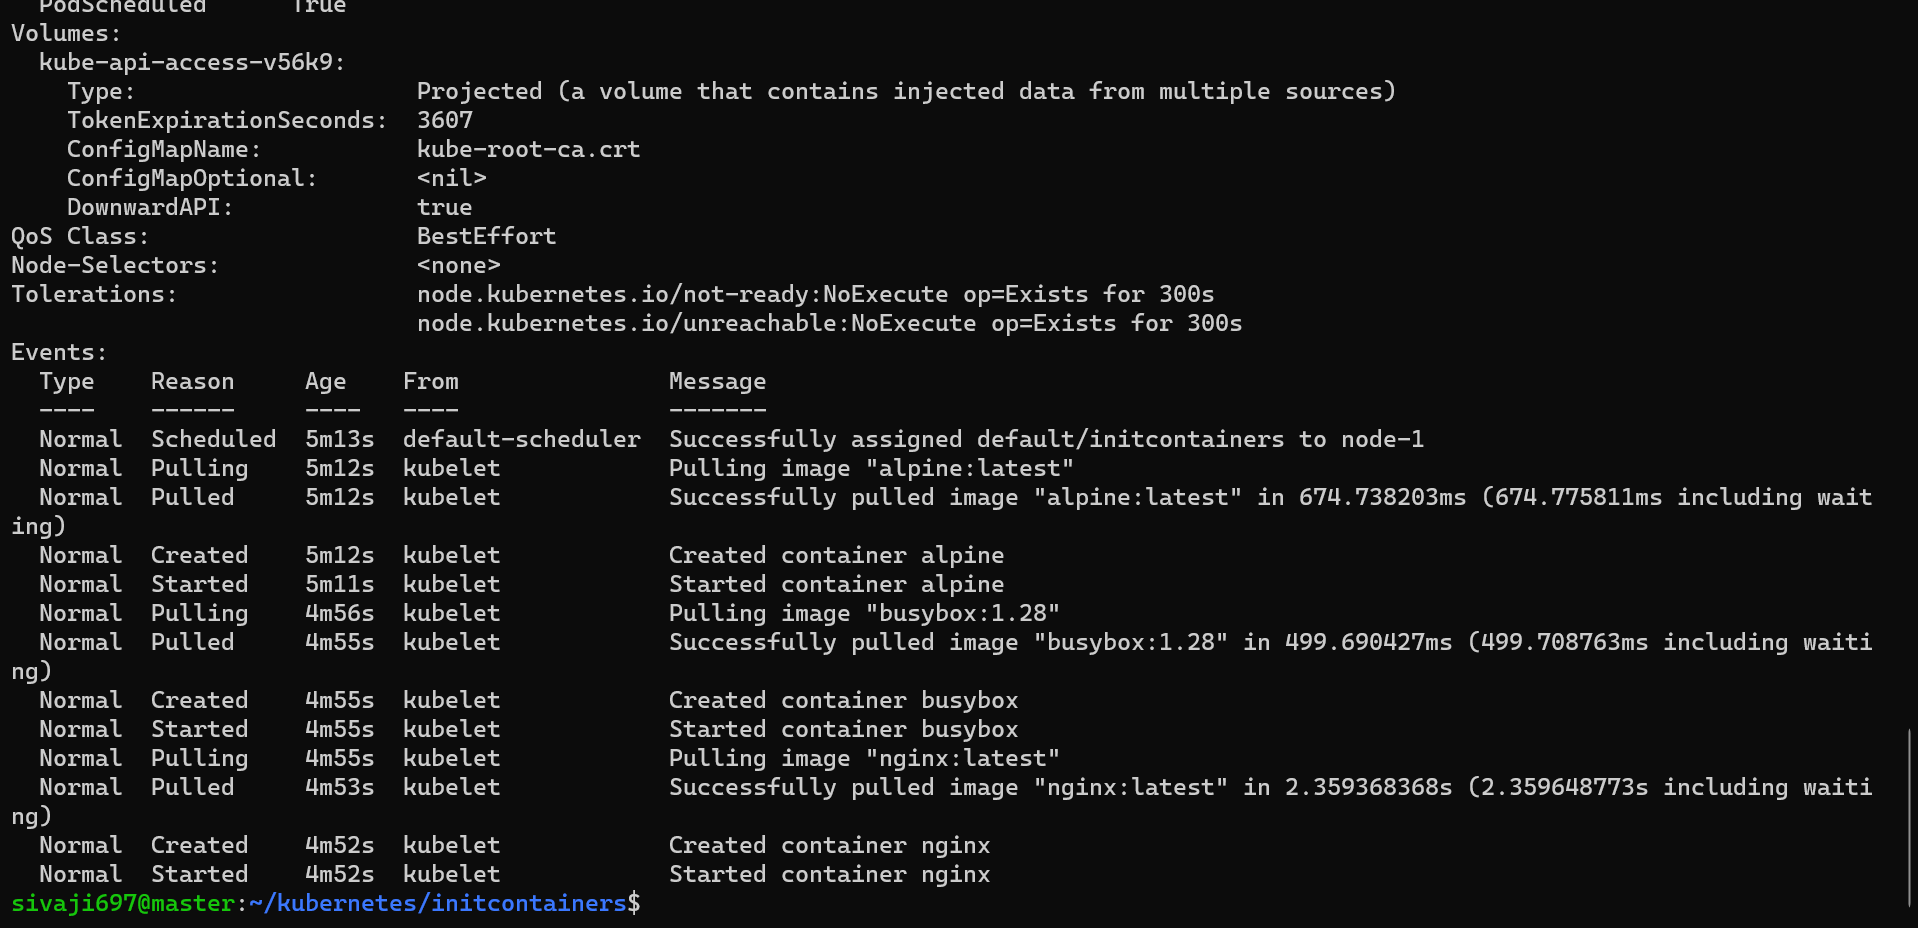 PodScheduled      True
Volumes:
  kube-api-access-v56k9:
    Type:                    Projected (a volume that contains injected data from multiple sources)
    TokenExpirationSeconds:  3607
    ConfigMapName:           kube-root-ca.crt
    ConfigMapOptional:       <nil>
    DownwardAPI:             true
QoS Class:                   BestEffort
Node-Selectors:              <none>
Tolerations:                 node.kubernetes.io/not-ready:NoExecute op=Exists for 300s
                             node.kubernetes.io/unreachable:NoExecute op=Exists for 300s
Events:
  Type    Reason     Age   From               Message
  ----    ------     ----  ----               -------
  Normal  Scheduled  5m13s  default-scheduler  Successfully assigned default/initcontainers to node-1
  Normal  Pulling    5m12s  kubelet            Pulling image "alpine:latest"
  Normal  Pulled     5m12s  kubelet            Successfully pulled image "alpine:latest" in 674.738203ms (674.775811ms including wait
ing)
  Normal  Created    5m12s  kubelet            Created container alpine
  Normal  Started    5m11s  kubelet            Started container alpine
  Normal  Pulling    4m56s  kubelet            Pulling image "busybox:1.28"
  Normal  Pulled     4m55s  kubelet            Successfully pulled image "busybox:1.28" in 499.690427ms (499.708763ms including waiti
ng)
  Normal  Created    4m55s  kubelet            Created container busybox
  Normal  Started    4m55s  kubelet            Started container busybox
  Normal  Pulling    4m55s  kubelet            Pulling image "nginx:latest"
  Normal  Pulled     4m53s  kubelet            Successfully pulled image "nginx:latest" in 2.359368368s (2.359648773s including waiti
ng)
  Normal  Created    4m52s  kubelet            Created container nginx
  Normal  Started    4m52s  kubelet            Started container nginx
sivaji697@master:~/kubernetes/initcontainers$